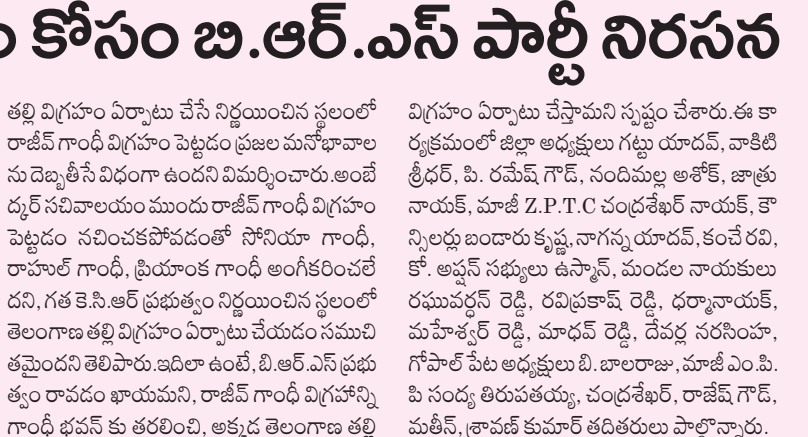 కోసం బి.ఆర్.ఎస్ పార్టీ నిరసన
తల్లి విగ్రహం ఏర్పాటు చేసే నిర్ణయించిన స్థలంలో
రాజీవ్ గాంధీ విగ్రహం పెట్టడం ప్రజల మనోభావాల
ను దెబ్బతీసే విధంగా ఉందని విమర్శించారు.అంబే
ద్కర్ సచివాలయం ముందు రాజీవ్ గాంధీ విగ్రహం
పెట్టడం నచించకపోవడంతో సోనియా గాంధీ,
రాహుల్ గాంధీ, ప్రియాంక గాంధీ అంగీకరించలే
దని, గత కె.సి.ఆర్ ప్రభుత్వం నిర్ణయించిన స్థలంలో
తెలంగాణ తల్లి విగ్రహం ఏర్పాటు చేయడం సముచి
తమైందని తెలిపారు.ఇదిలా ఉంటే, బి.ఆర్.ఎస్ ప్రభు
త్వం రావడం ఖాయమని, రాజీవ్ గాంధీ విగ్రహాన్ని
గాంధీ భవన్ కు తరలించి, అక్కడ తెలంగాణ తల్లి
విగ్రహం ఏర్పాటు చేస్తామని స్పష్టం చేశారు.ఈ కా
ర్యక్రమంలో జిల్లా అధ్యక్షులు గట్టు యాదవ్, వాకిటి
శ్రీధర్, పి. రమేష్ గౌడ్, నందిమల్ల అశోక్, జాత్రు
నాయక్, మాజీ Z.P.T.C చంద్రశేఖర్ నాయక్, కౌ
న్సిలర్లు బండారు కృష్ణ, నాగన్న యాదవ్, కంచే రవి,
కో. అప్షన్ సభ్యులు ఉస్మాన్, మండల నాయకులు
రఘువర్ధన్ రెడ్డి, రవిప్రకాష్ రెడ్డి, ధర్మానాయక్,
మహేశ్వర్ రెడ్డి, మాధవ్ రెడ్డి, దేవర్ల నరసింహ,
గోపాల్ పేట అధ్యక్షులు బి. బాలరాజు, మాజీ ఎం.పి.
పి సంద్య తిరుపతయ్య, చంద్రశేఖర్, రాజేష్ గౌడ్,
మతీన్, శ్రావణ్ కుమార్ తదితరులు పాల్గొన్నారు.